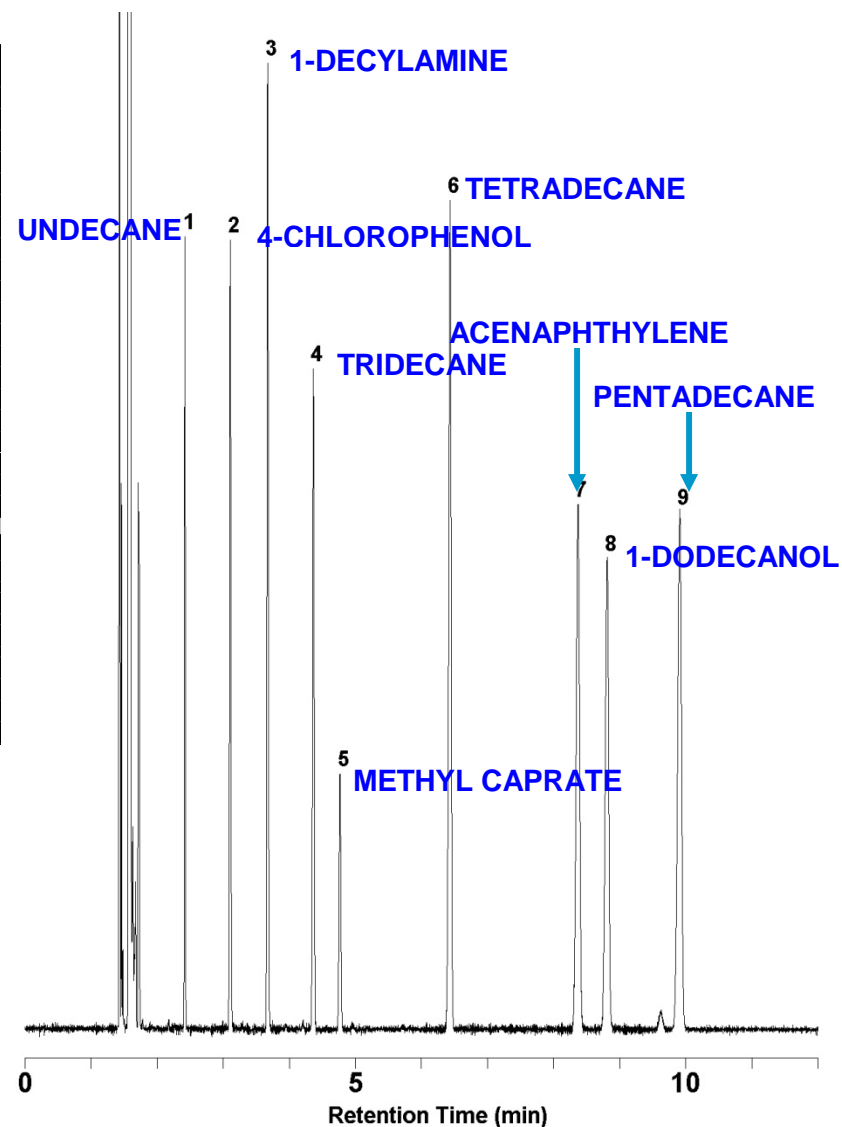 3 1-DECYLAMINE
6 TETRADECANE
UNDECANE 1
2 4-CHLOROPHENOL
ACENAPHTHYLENE
4 TRIDECANE
PENTADECANE
7
9
8 1-DODECANOL
5 METHYL CAPRATE
0 5 10
Retention Time (min)